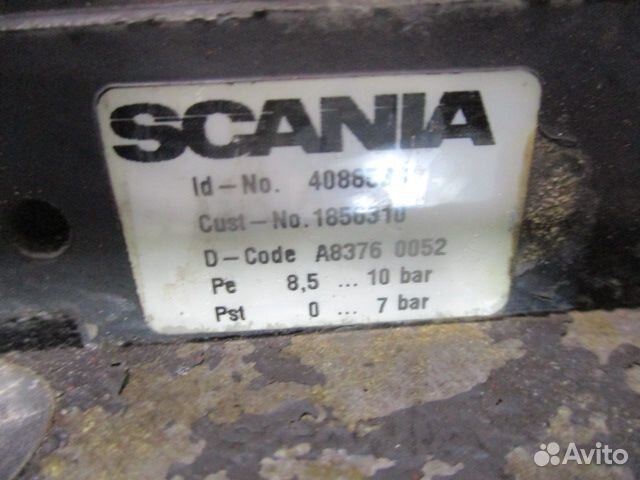 SCANIA
Id-No.
Cust-No. 1856310
D-Code A8376 0052
Pe 8,5 ... 10 bar
Pst 0 ... 7 bar
Avito